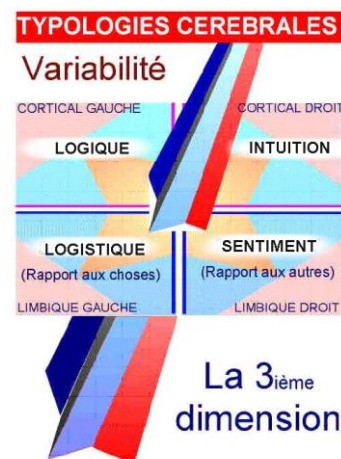 TYPOLOGIES CEREBRALES
Variabilité
CORTICAL GAUCHE CORTICAL DROIT
LOGIQUE INTUITION
LOGISTIQUE SENTIMENT
(Rapport aux choses) (Rapport aux autres)
LIMBIQUE GAUCHE LIMBIQUE DROIT
La 3ième
dimension